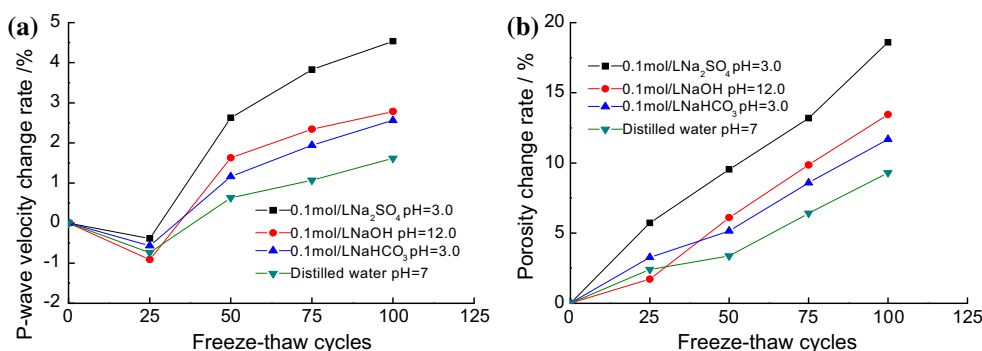 (a)
P-wave velocity change rate /%
5
4
3
2
1
0
-1
-2
0.1mol/LNa₂SO₄ pH=3.0
0.1mol/LNaOH pH=12.0
0.1mol/LNaHCO₃ pH=3.0
Distilled water pH=7
0 25 50 75 100 125
Freeze-thaw cycles
(b)
Porosity change rate / %
20
15
10
5
0
0.1mol/LNa₂SO₄ pH=3.0
0.1mol/LNaOH pH=12.0
0.1mol/LNaHCO₃ pH=3.0
Distilled water pH=7
0 25 50 75 100 125
Freeze-thaw cycles